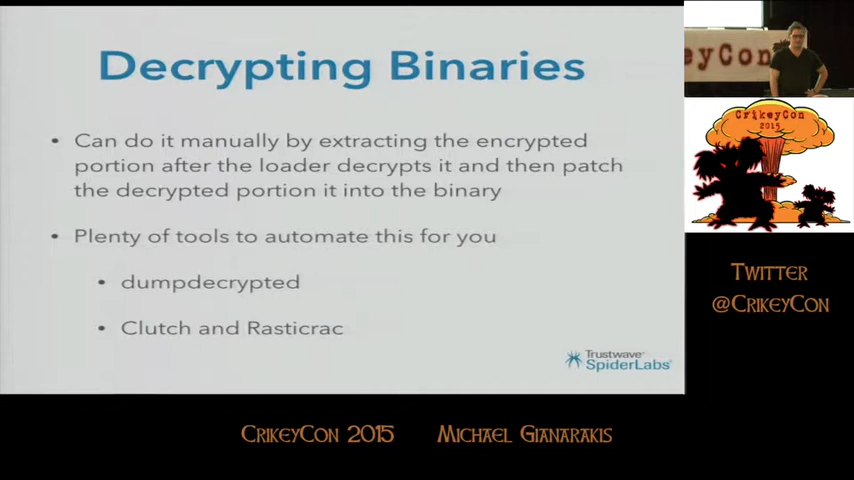 Decrypting Binaries
• Can do it manually by extracting the encrypted
portion after the loader decrypts it and then patch
the decrypted portion it into the binary
• Plenty of tools to automate this for you
• dumpdecrypted
• Clutch and Rasticrac
Trustwave
SpiderLabs
eyCon
CrikeyCon
2015
Twitter
@CrikeyCon
CrikeyCon 2015 Michael Gianarakis